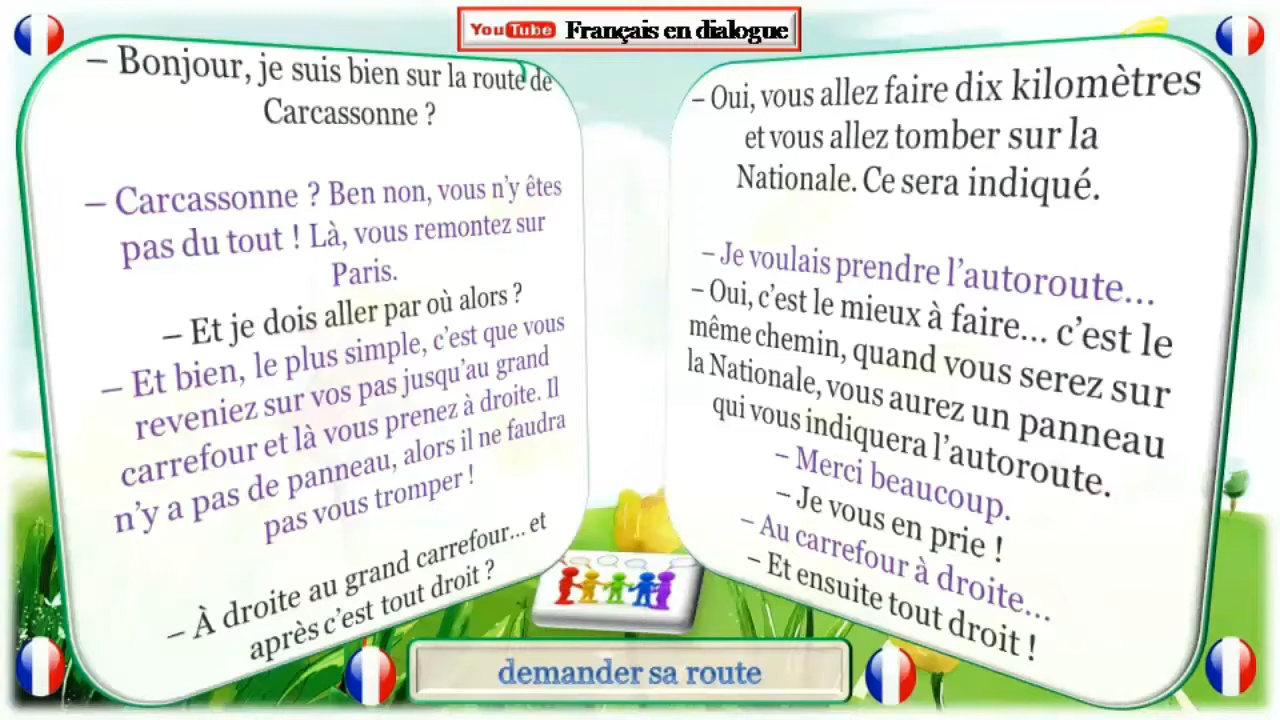 YouTube Français en dialogue
– Bonjour, je suis bien sur la route de
Carcassonne ?
– Carcassonne ? Ben non, vous n'y êtes
pas du tout ! Là, vous remontez sur
Paris.
– Et je dois aller par où alors ?
– Et bien, le plus simple, c'est que vous
reveniez sur vos pas jusqu'au grand
carrefour et là vous prenez à droite. Il
n'y a pas de panneau, alors il ne faudra
pas vous tromper !
– À droite au grand carrefour... et
après c'est tout droit ?
– Oui, vous allez faire dix kilomètres
et vous allez tomber sur la
Nationale. Ce sera indiqué.
– Je voulais prendre l'autoroute...
– Oui, c'est le mieux à faire... c'est le
même chemin, quand vous serez sur
la Nationale, vous aurez un panneau
qui vous indiquera l'autoroute.
– Merci beaucoup.
– Je vous en prie !
– Au carrefour à droite...
– Et ensuite tout droit !
demander sa route